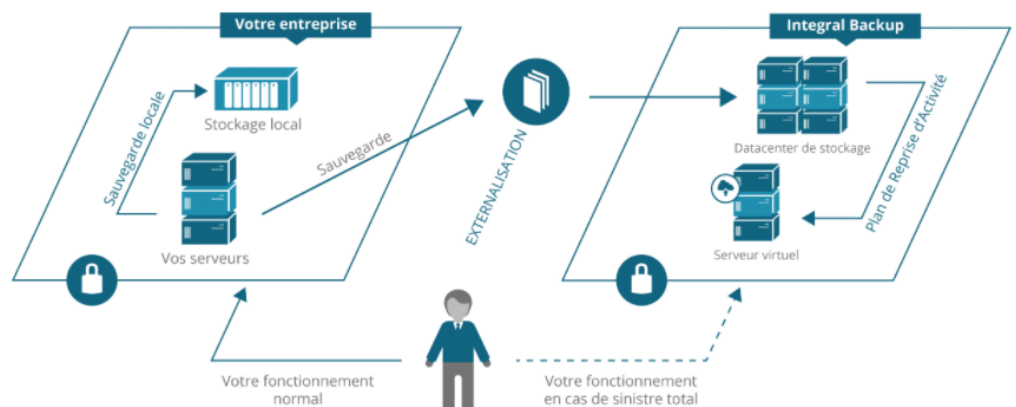 Votre entreprise
Stockage local
Sauvegarde locale
Vos serveurs
Sauvegarde
EXTERNALISATION
Integral Backup
Datacenter de stockage
Plan de Reprise d'Activité
Serveur virtuel
Votre fonctionnement
normal
Votre fonctionnement
en cas de sinistre total